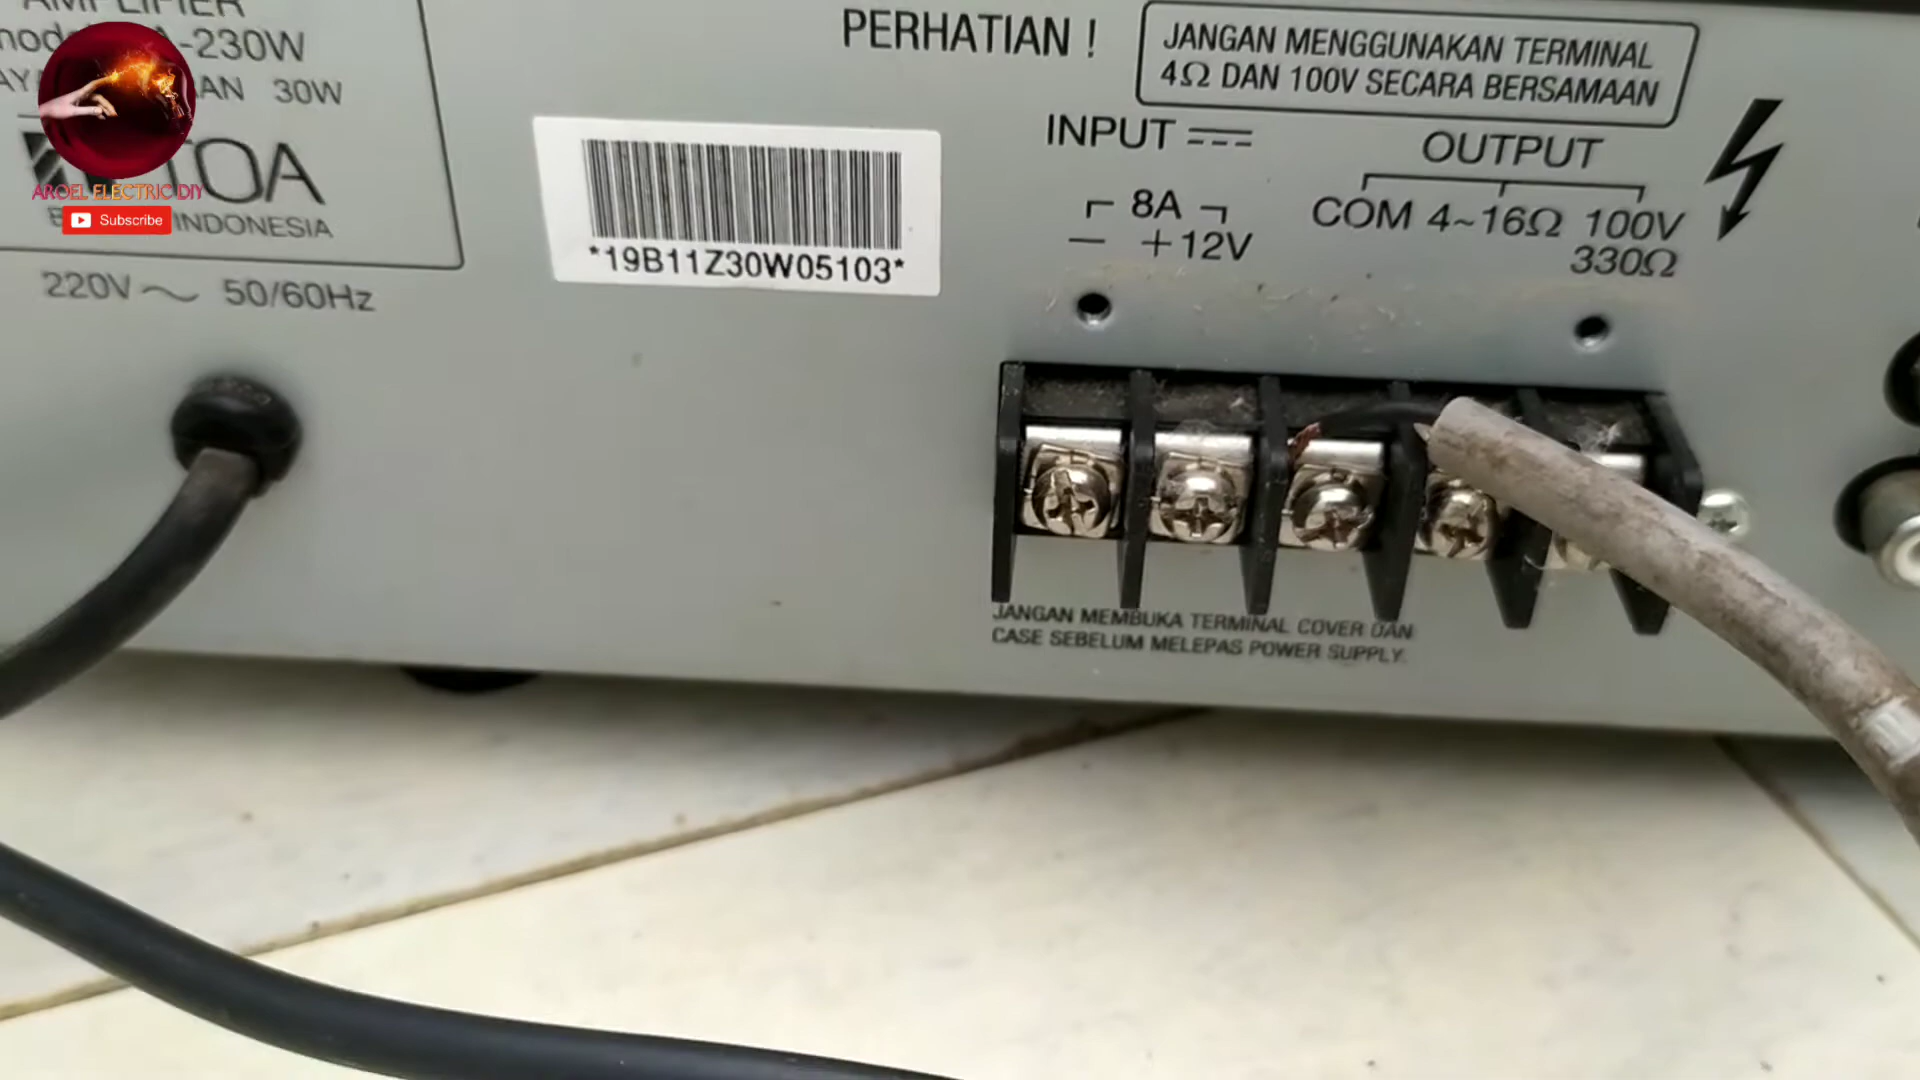 AMPLIFIER
-230W
30W
TOA
INDONESIA
AROEL ELECTRIC DIY
Subscribe
220V ~ 50/60Hz
*19B11Z30W05103*
PERHATIAN !
JANGAN MENGGUNAKAN TERMINAL
4Ω DAN 100V SECARA BERSAMAAN
INPUT
8A
— +12V
OUTPUT
COM 4~16Ω 100V
330Ω
JANGAN MEMBUKA TERMINAL COVER DAN
CASE SEBELUM MELEPAS POWER SUPPLY.